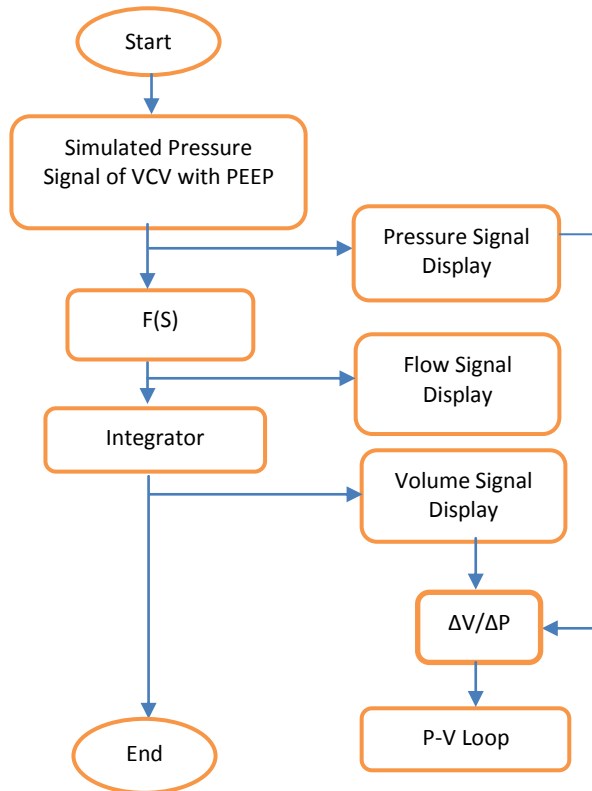 Start
Simulated Pressure
Signal of VCV with PEEP
Pressure Signal
Display
F(S)
Flow Signal
Display
Integrator
Volume Signal
Display
ΔV/ΔP
P-V Loop
End